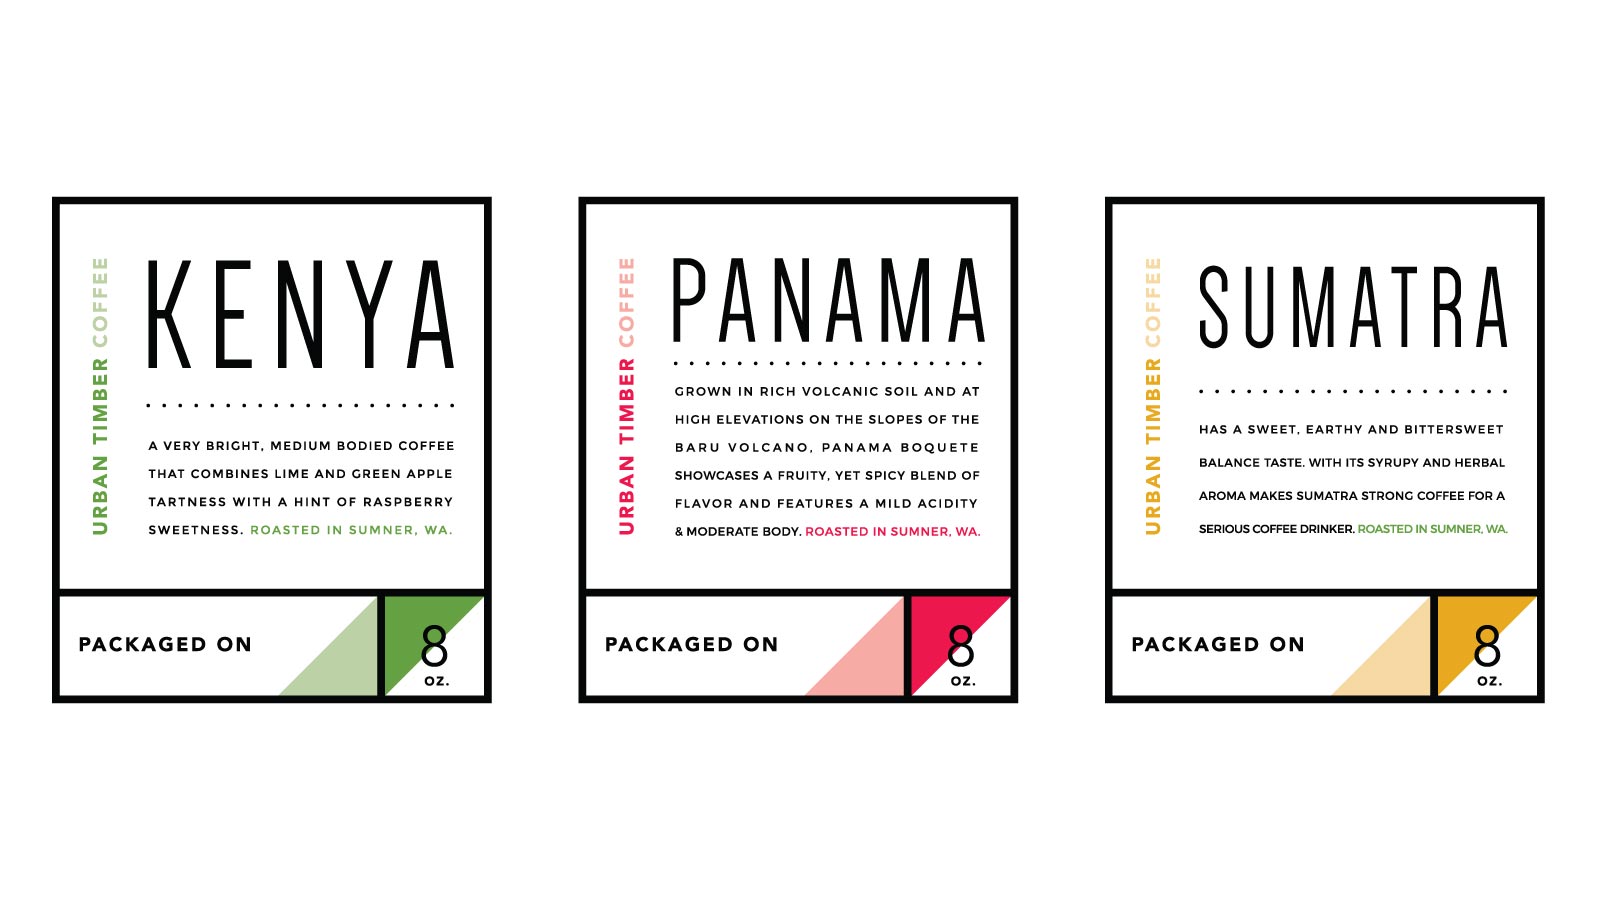 URBAN TIMBER COFFEE
KENYA
A VERY BRIGHT, MEDIUM BODIED COFFEE
THAT COMBINES LIME AND GREEN APPLE
TARTNESS WITH A HINT OF RASPBERRY
SWEETNESS. ROASTED IN SUMNER, WA.
PACKAGED ON
8
OZ.
URBAN TIMBER COFFEE
PANAMA
GROWN IN RICH VOLCANIC SOIL AND AT
HIGH ELEVATIONS ON THE SLOPES OF THE
BARU VOLCANO, PANAMA BOQUETE
SHOWCASES A FRUITY, YET SPICY BLEND OF
FLAVOR AND FEATURES A MILD ACIDITY
& MODERATE BODY. ROASTED IN SUMNER, WA.
PACKAGED ON
8
OZ.
URBAN TIMBER COFFEE
SUMATRA
HAS A SWEET, EARTHY AND BITTERSWEET
BALANCE TASTE. WITH ITS SYRUPY AND HERBAL
AROMA MAKES SUMATRA STRONG COFFEE FOR A
SERIOUS COFFEE DRINKER. ROASTED IN SUMNER, WA.
PACKAGED ON
8
OZ.